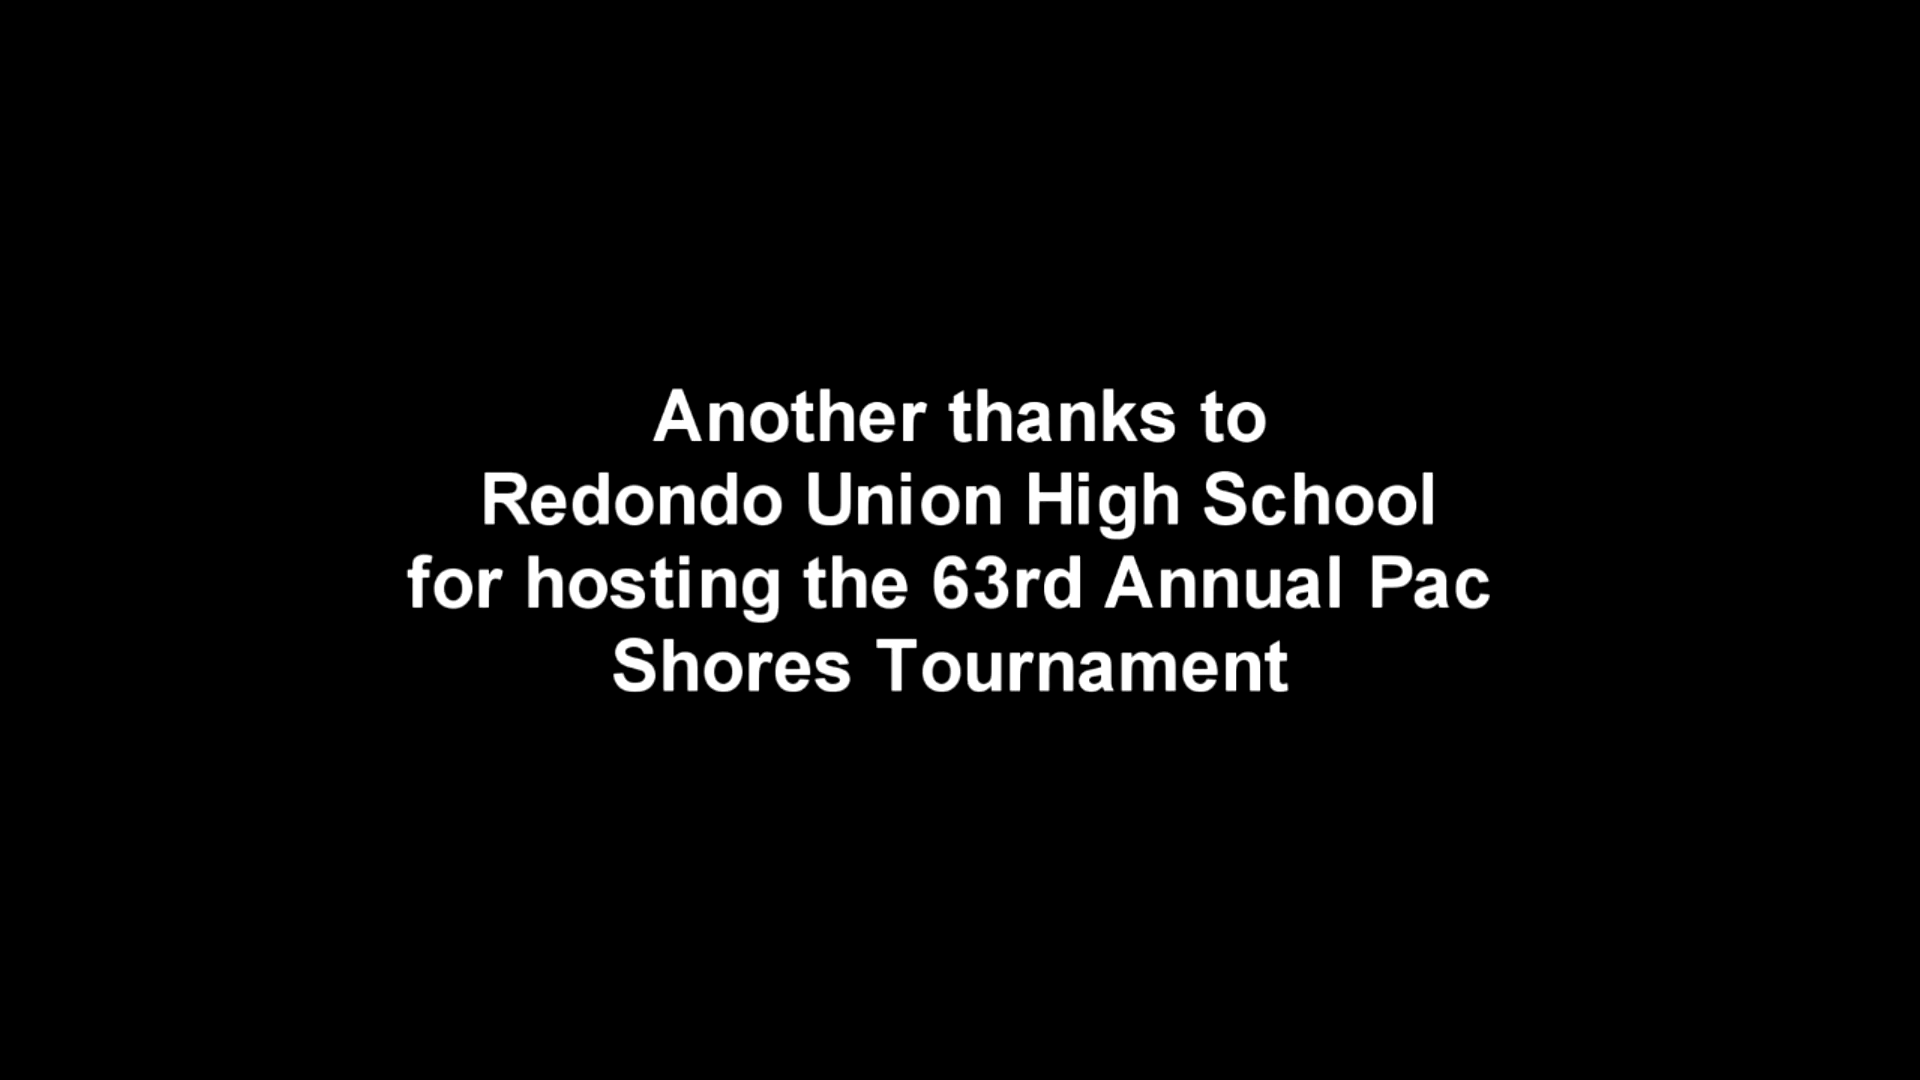 Another thanks to
Redondo Union High School
for hosting the 63rd Annual Pac
Shores Tournament